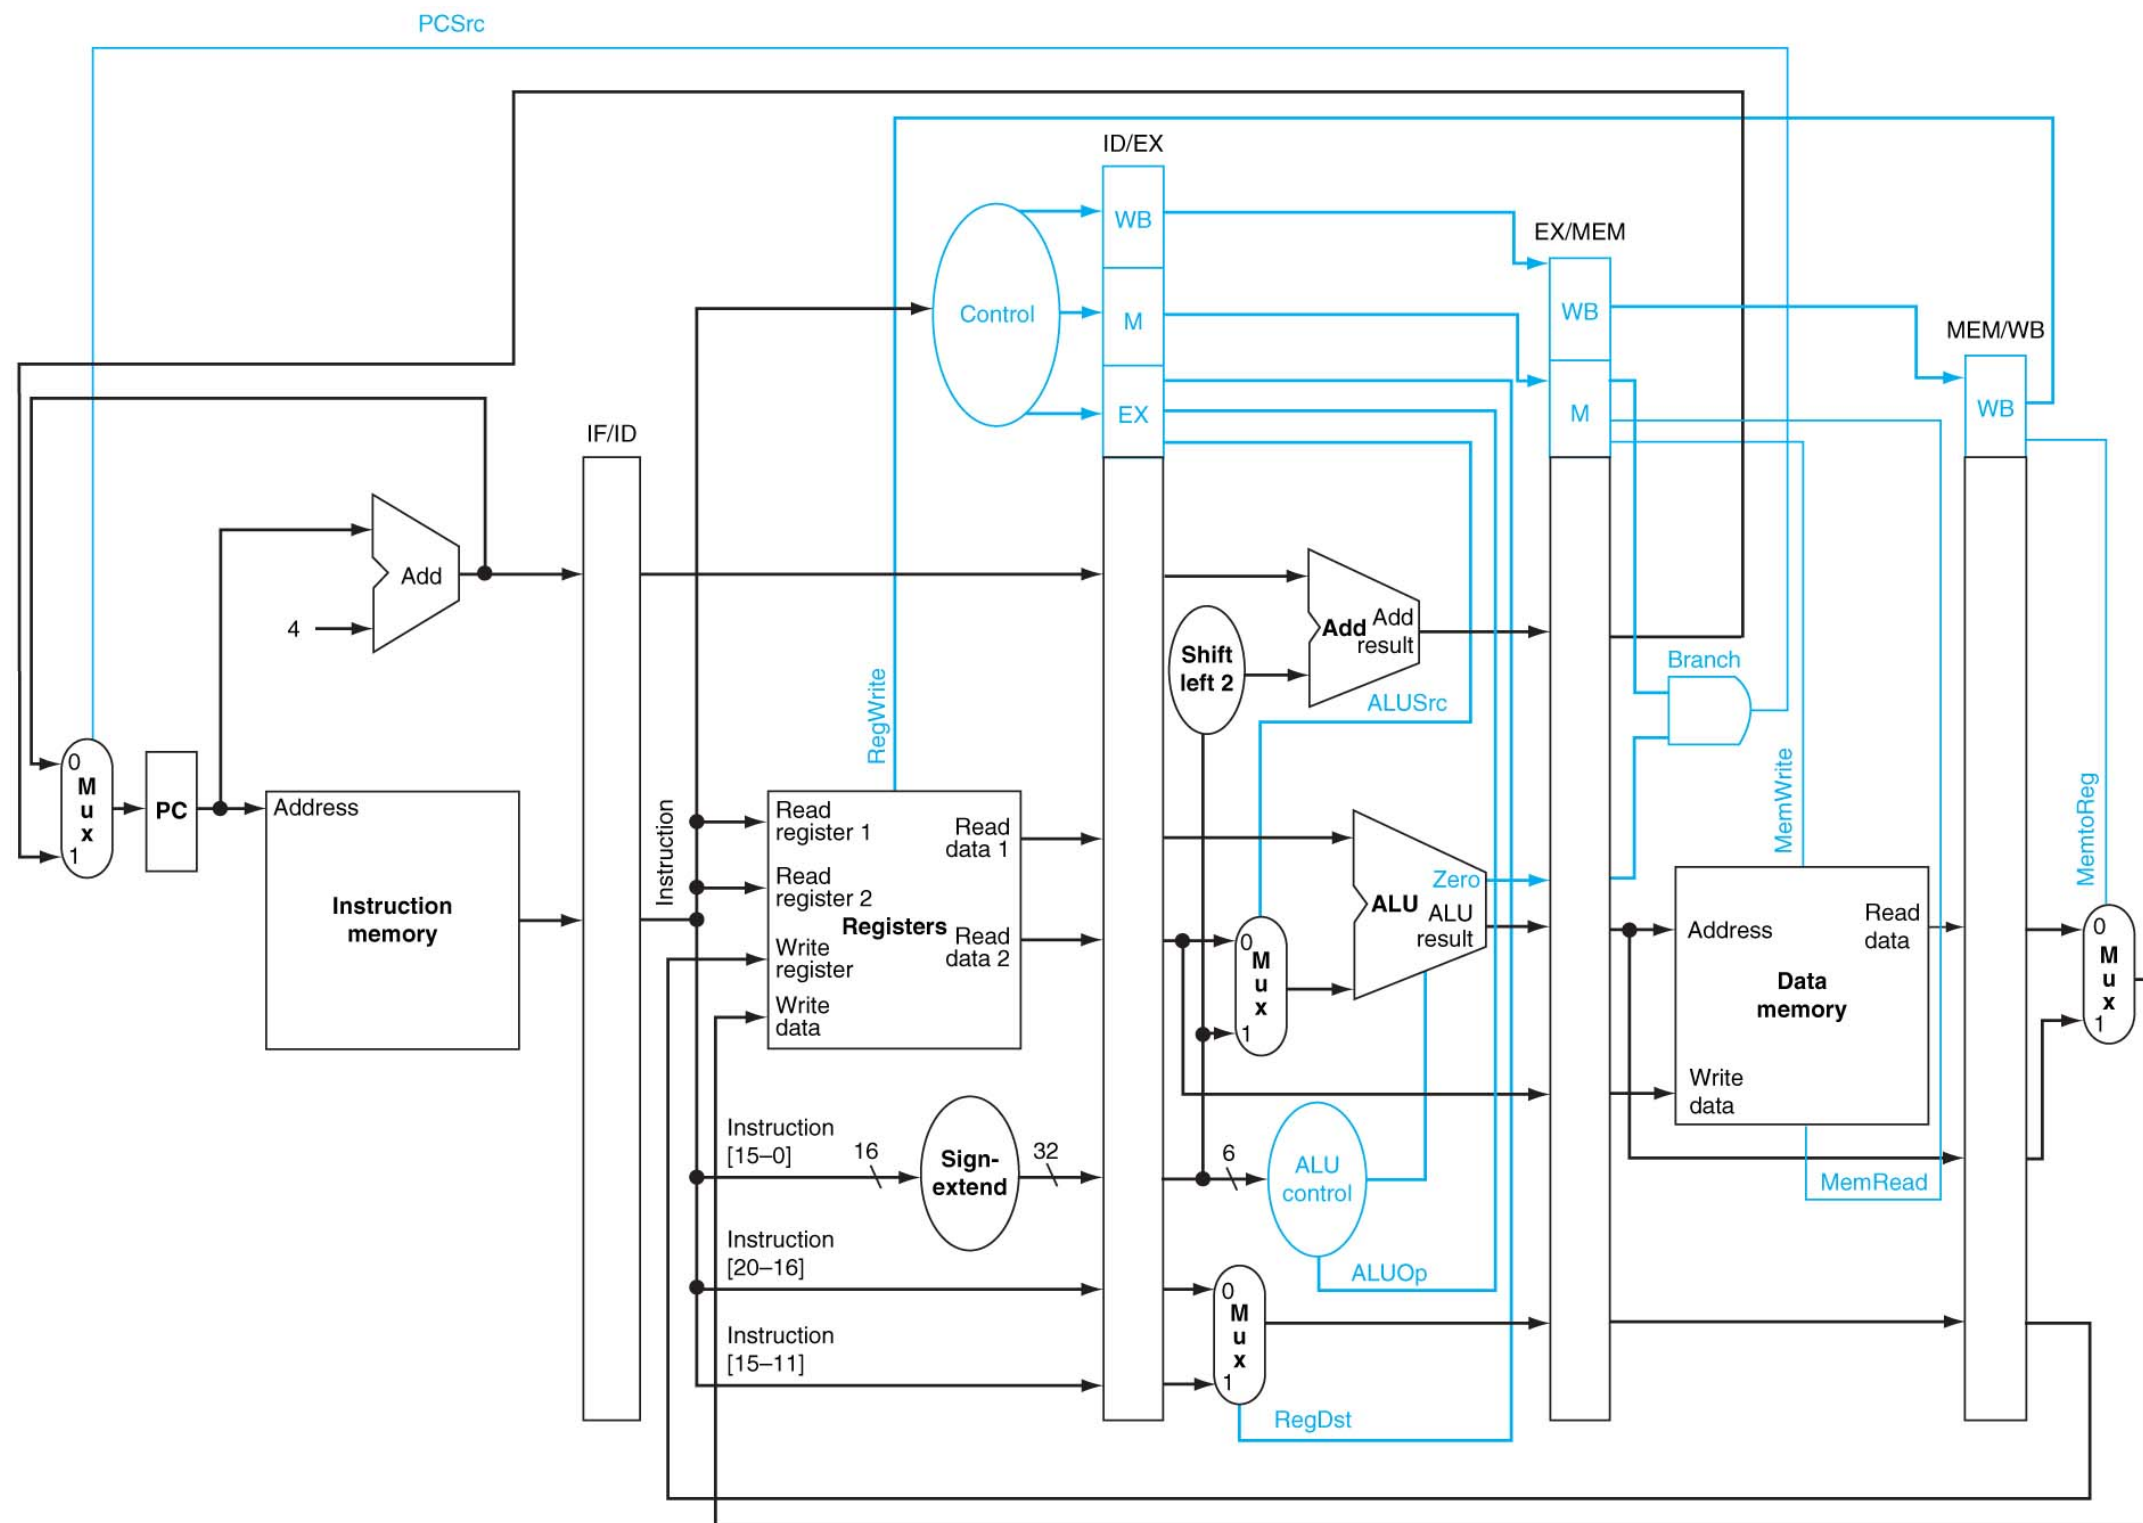 PCSrc
ID/EX
WB
EX/MEM
Control
M
WB
MEM/WB
EX
M
WB
IF/ID
Add
4
Add
Add
result
Shift
left 2
Branch
ALUSrc
RegWrite
MemWrite
MemtoReg
0
M
u
x
1
PC
Address
Instruction
memory
Instruction
Read
register 1
Read
register 2
Write
register
Write
data
Registers
Read
data 1
Read
data 2
0
M
u
x
1
ALU
Zero
ALU
result
Address
Read
data
Data
memory
Write
data
0
M
u
x
1
MemRead
Instruction
[15–0]
16
Sign-
extend
32
6
ALU
control
Instruction
[20–16]
ALUOp
Instruction
[15–11]
0
M
u
x
1
RegDst